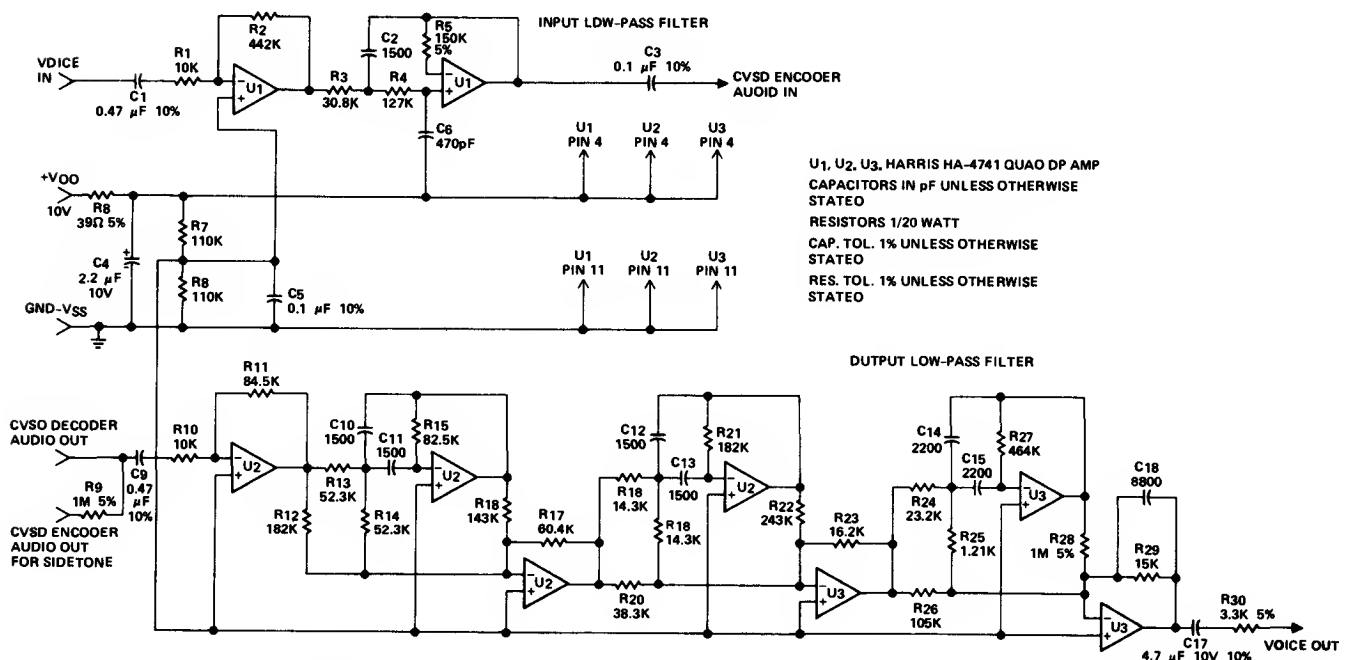 INPUT LDW-PASS FILTER
VDICE
IN
C1
0.47 µF 10%
R1
10K
R2
442K
U1
R3
30.8K
C2
1500
R4
127K
R5
150K
5%
U1
C6
470pF
C3
0.1 µF 10%
CVSD ENCOOER
AUOID IN
+VOO
10V
R8
39Ω 5%
R7
110K
C4
2.2 µF
10V
R8
110K
C5
0.1 µF 10%
GND-VSS
U1
PIN 4
U2
PIN 4
U3
PIN 4
U1
PIN 11
U2
PIN 11
U3
PIN 11
U1, U2, U3, HARRIS HA-4741 QUAO DP AMP
CAPACITORS IN pF UNLESS OTHERWISE
STATEO
RESISTORS 1/20 WATT
CAP. TOL. 1% UNLESS OTHERWISE
STATEO
RES. TOL. 1% UNLESS OTHERWISE
STATEO
DUTPUT LOW-PASS FILTER
CVSO DECODER
AUDIO OUT
R9
1M 5%
CVSD ENCODER
AUDIO OUT
FOR SIDETONE
C9
0.47
µF
10%
R10
10K
R11
84.5K
U2
R12
182K
R13
52.3K
C10
1500
C11
1500
R14
52.3K
R15
82.5K
U2
R18
143K
R17
60.4K
U2
R18
14.3K
C12
1500
C13
1500
R18
14.3K
R20
38.3K
R21
182K
U2
R22
243K
R23
16.2K
U3
R24
23.2K
C14
2200
C15
2200
R25
1.21K
R26
105K
R27
464K
U3
R28
1M 5%
C18
8800
R29
15K
U3
C17
4.7 µF 10V 10%
R30
3.3K 5%
VOICE OUT